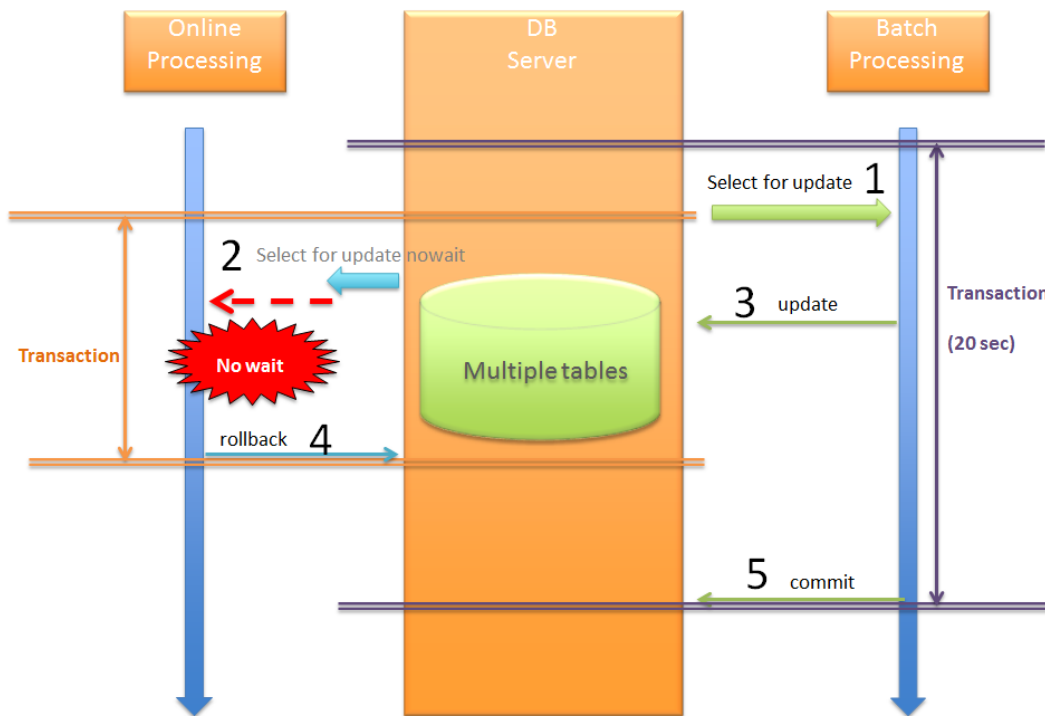 Online
Processing
DB
Server
Batch
Processing
Select for update 1
2 Select for update nowait
3 update
Transaction
(20 sec)
Transaction
No wait
Multiple tables
rollback 4
5 commit